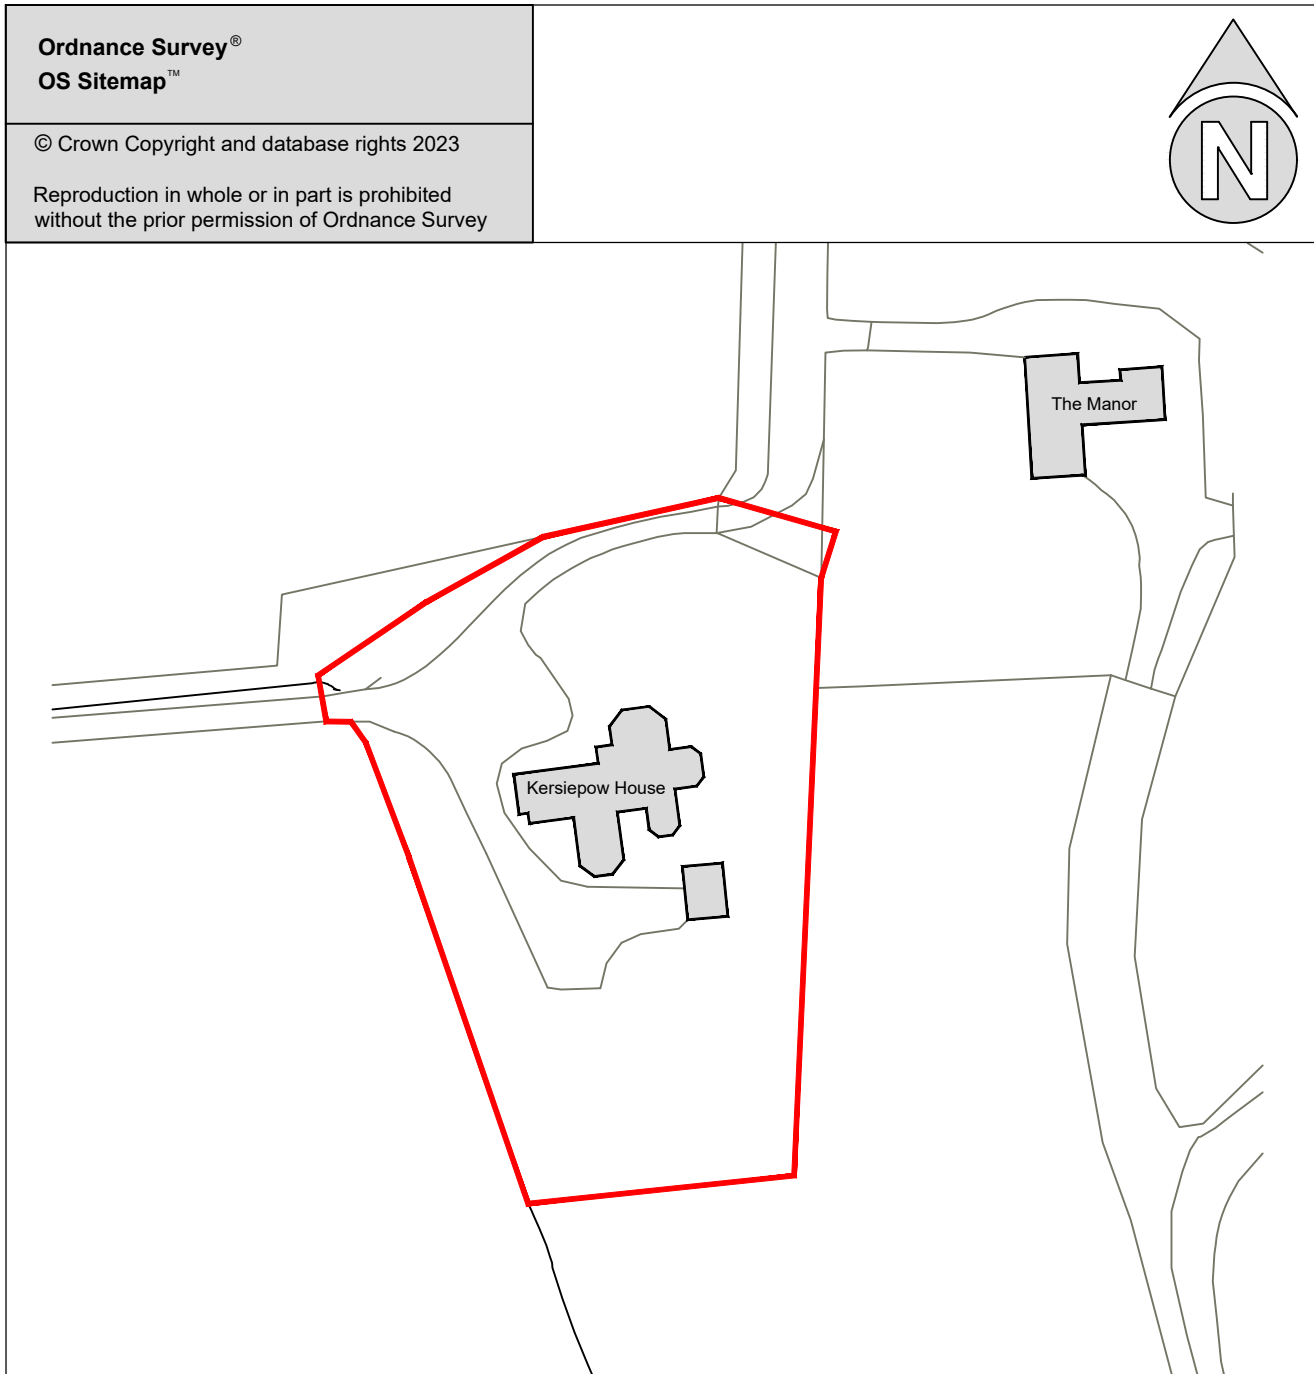 Ordnance Survey®
OS Sitemap™
© Crown Copyright and database rights 2023
Reproduction in whole or in part is prohibited
without the prior permission of Ordnance Survey
N
The Manor
Kersiepow House